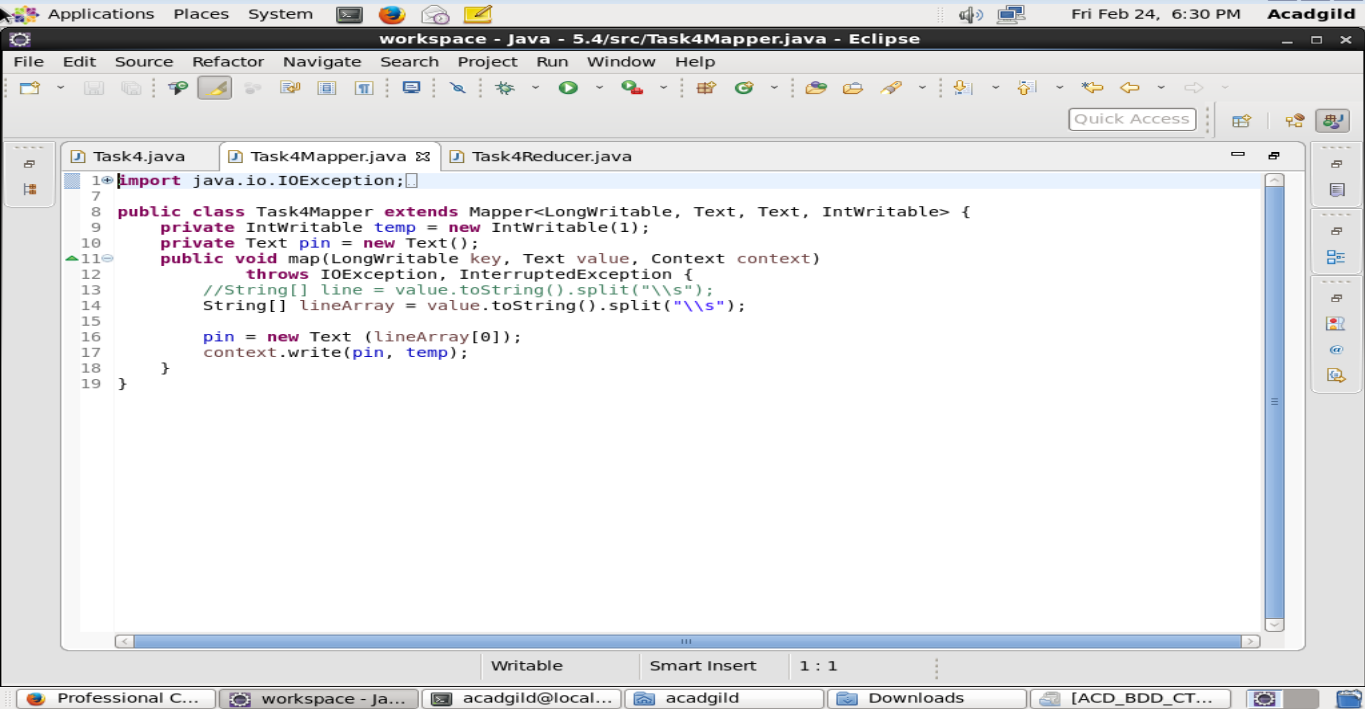 Applications Places System Fri Feb 24, 6:30 PM Acadgild
workspace - Java - 5.4/src/Task4Mapper.java - Eclipse
File Edit Source Refactor Navigate Search Project Run Window Help
Quick Access
Task4.java Task4Mapper.java Task4Reducer.java
1 import java.io.IOException;
7
8 public class Task4Mapper extends Mapper<LongWritable, Text, Text, IntWritable> {
9 private IntWritable temp = new IntWritable(1);
10 private Text pin = new Text();
11 public void map(LongWritable key, Text value, Context context)
12 throws IOException, InterruptedException {
13 //String[] line = value.toString().split("\\s");
14 String[] lineArray = value.toString().split("\\s");
15
16 pin = new Text (lineArray[0]);
17 context.write(pin, temp);
18 }
19 }
Writable Smart Insert 1 : 1
Professional C... workspace - Ja... acadgild@local... acadgild Downloads [ACD_BDD_CT...